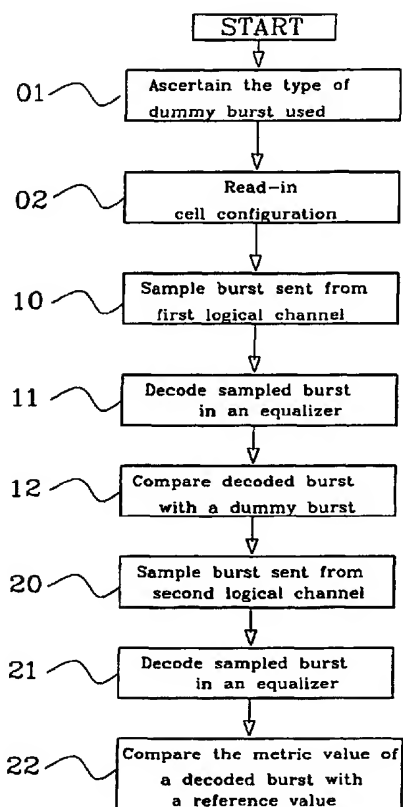 START
01
Ascertain the type of
dummy burst used
02
Read-in
cell configuration
10
Sample burst sent from
first logical channel
11
Decode sampled burst
in an equalizer
12
Compare decoded burst
with a dummy burst
20
Sample burst sent from
second logical channel
21
Decode sampled burst
in an equalizer
22
Compare the metric value of
a decoded burst with
a reference value